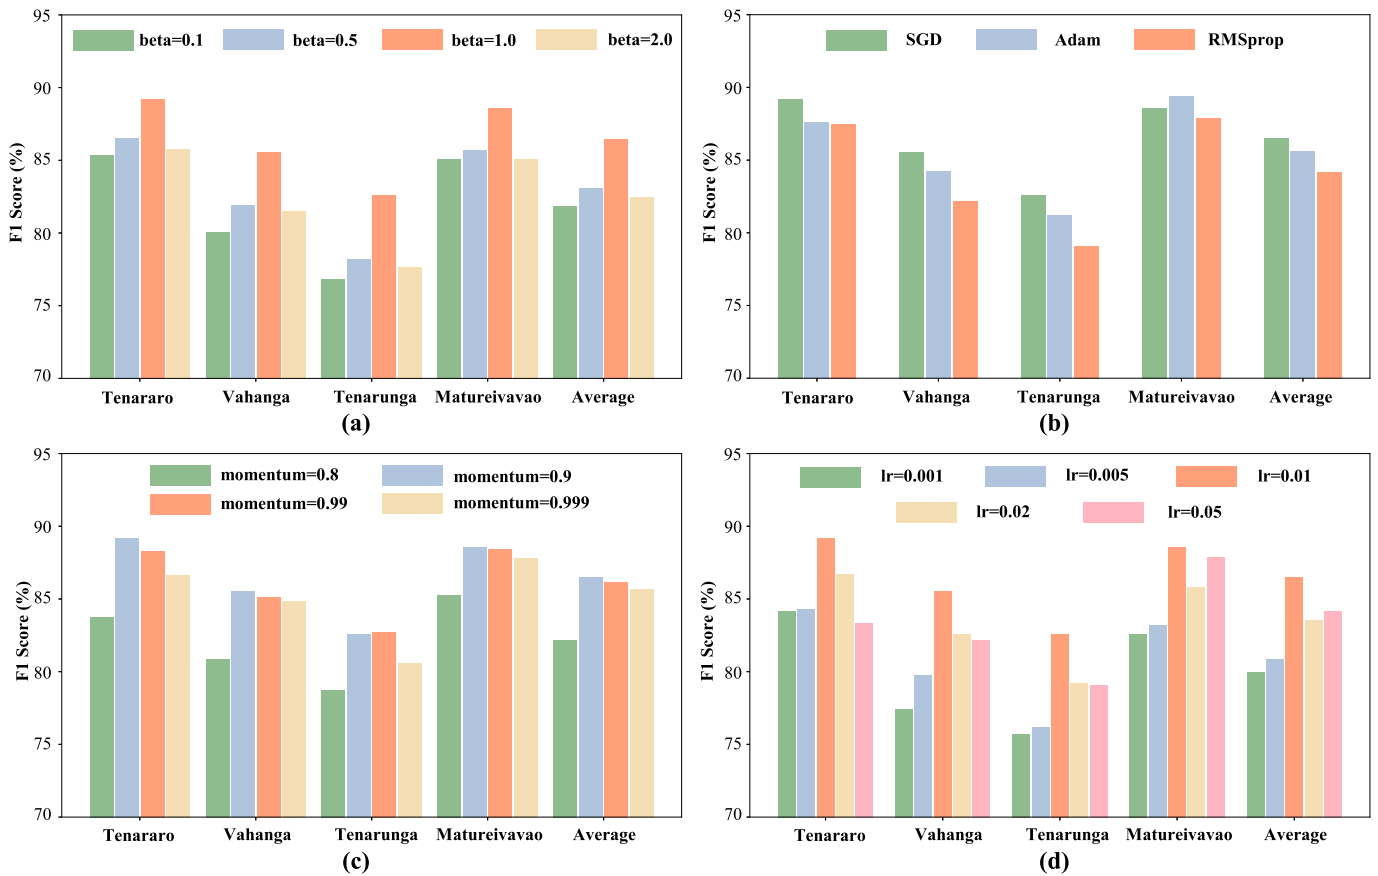 95
beta=0.1 beta=0.5 beta=1.0 beta=2.0
90
85
80
75
70
F1 Score (%)
Tenararo Vahanga Tenarunga Matureivavao Average
(a)
95
SGD Adam RMSprop
90
85
80
75
70
F1 Score (%)
Tenararo Vahanga Tenarunga Matureivavao Average
(b)
95
momentum=0.8 momentum=0.9
momentum=0.99 momentum=0.999
90
85
80
75
70
F1 Score (%)
Tenararo Vahanga Tenarunga Matureivavao Average
(c)
95
lr=0.001 lr=0.005 lr=0.01
lr=0.02 lr=0.05
90
85
80
75
70
F1 Score (%)
Tenararo Vahanga Tenarunga Matureivavao Average
(d)